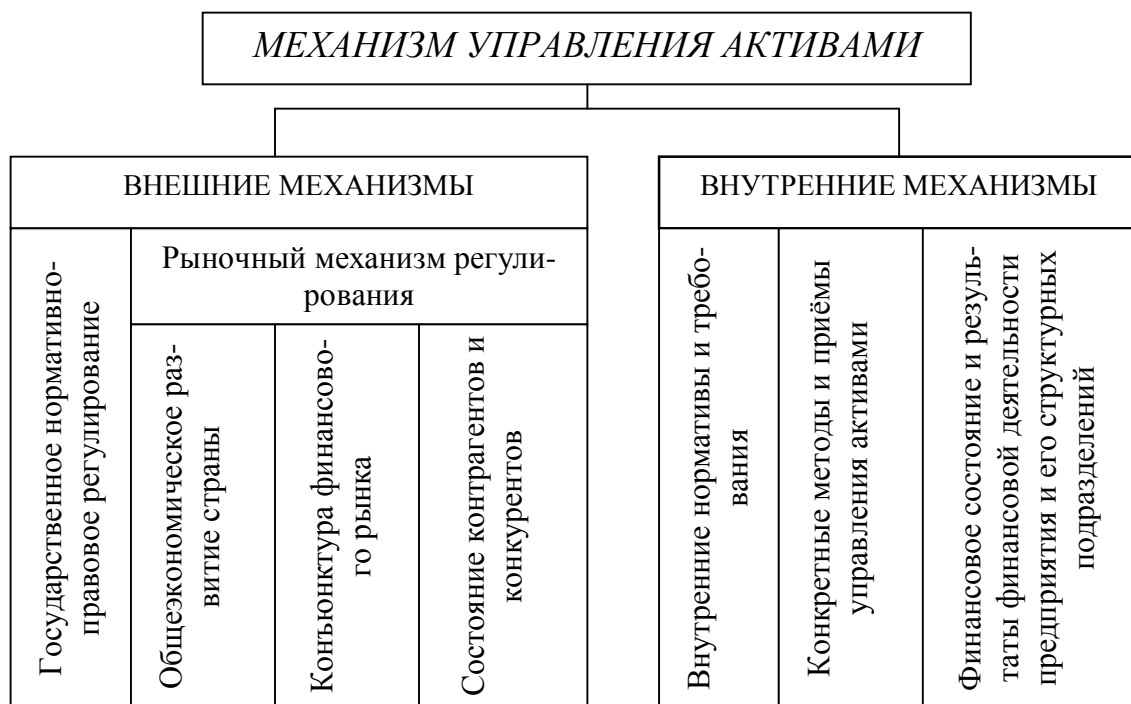 МЕХАНИЗМ УПРАВЛЕНИЯ АКТИВАМИ
ВНЕШНИЕ МЕХАНИЗМЫ
Государственное нормативно-
правовое регулирование
Рыночный механизм регули-
рования
Общеэкономическое раз-
витие страны
Конъюнктура финансово-
го рынка
Состояние контрагентов и
конкурентов
ВНУТРЕННИЕ МЕХАНИЗМЫ
Внутренние нормативы и требо-
вания
Конкретные методы и приёмы
управления активами
Финансовое состояние и резуль-
таты финансовой деятельности
предприятия и его структурных
подразделений